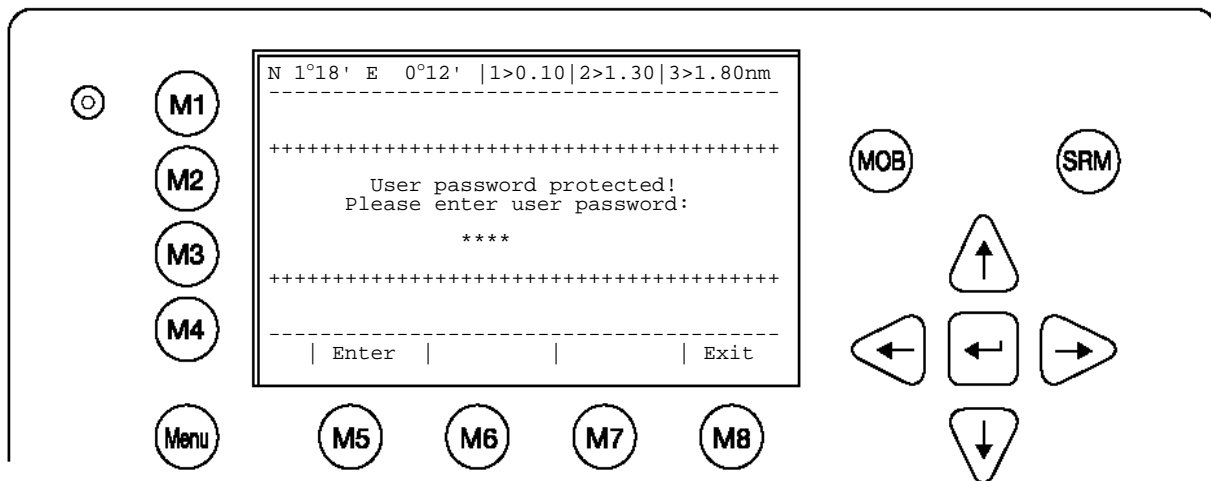 N 1°18' E 0°12' |1>0.10|2>1.30|3>1.80nm
----------------------------------------
++++++++++++++++++++++++++++++++++++++++
User password protected!
Please enter user password:
****
++++++++++++++++++++++++++++++++++++++++
----------------------------------------
| Enter | | | Exit
M1
M2
M3
M4
Menu
M5 M6 M7 M8
MOB SRM